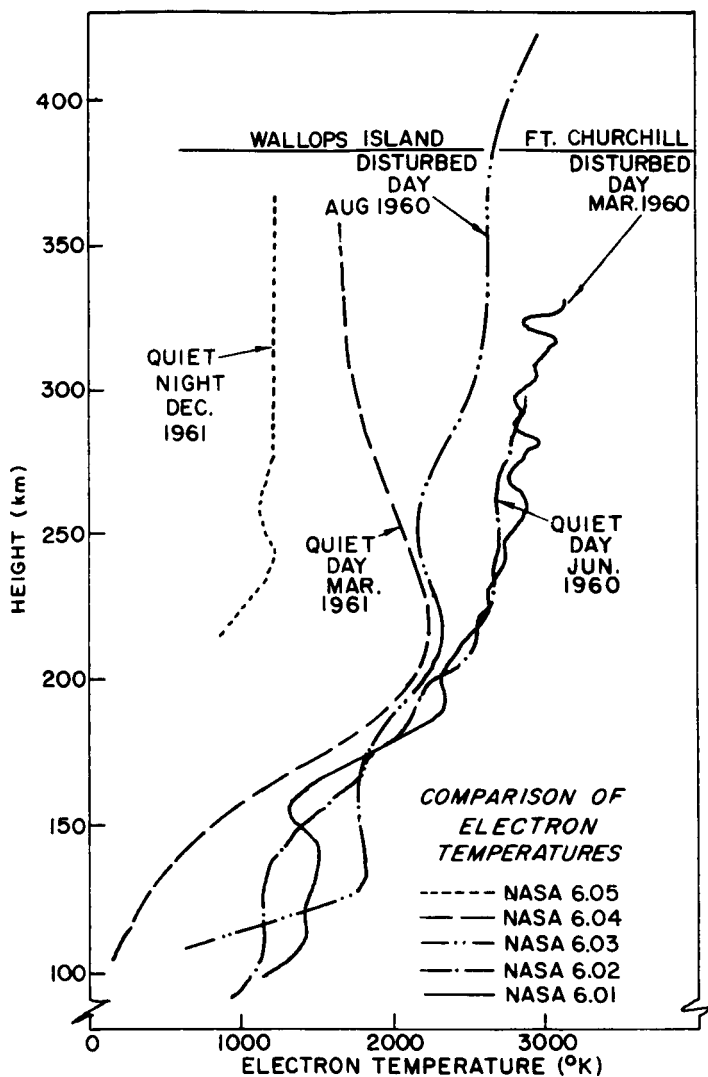 400
WALLOPS ISLAND
FT. CHURCHILL
DISTURBED
DAY
AUG 1960
DISTURBED
DAY
MAR. 1960
350
QUIET
NIGHT
DEC.
1961
300
HEIGHT (km)
250
QUIET
DAY
MAR.
1961
QUIET
DAY
JUN.
1960
200
150
COMPARISON OF
ELECTRON
TEMPERATURES
NASA 6.05
NASA 6.04
NASA 6.03
NASA 6.02
NASA 6.01
100
0
1000
2000
3000
ELECTRON TEMPERATURE (°K)